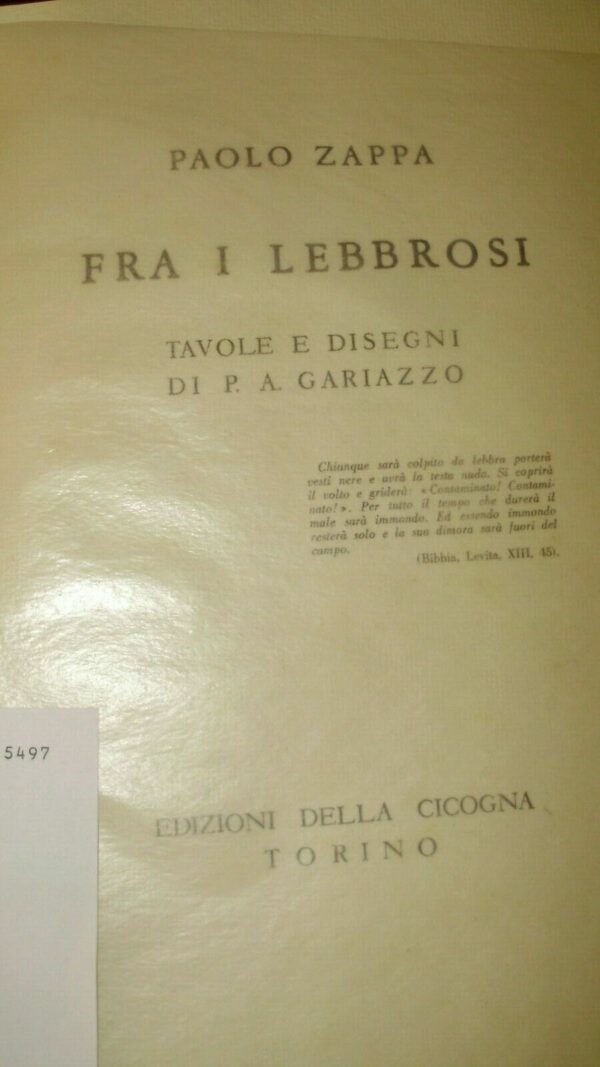 PAOLO ZAPPA
FRA I LEBBROSI
TAVOLE E DISEGNI
DI P. A. GARIAZZO
Chiunque sarà colpito da lebbra porterà
vesti nere e avrà la testa nuda. Si coprirà
il volto e griderà: «Contaminato! Contami-
nato!». Per tutto il tempo che durerà il
male sarà immondo. Ed essendo immondo
resterà solo e la sua dimora sarà fuori del
campo.
(Bibbia, Levita, XIII, 45).
5497
EDIZIONI DELLA CICOGNA
TORINO